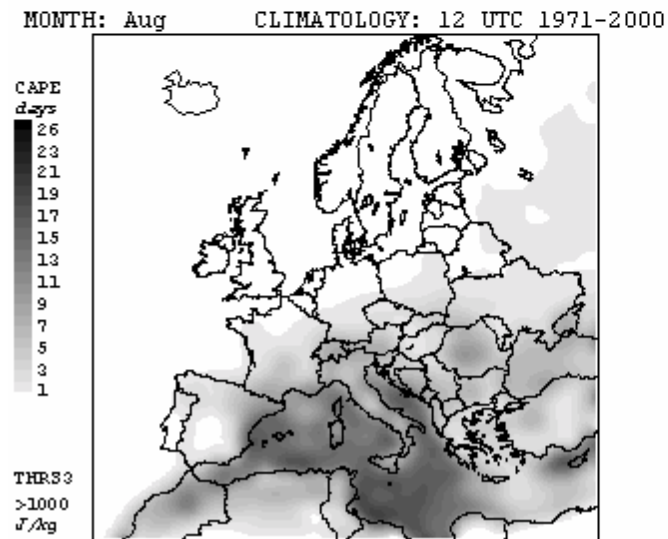 MONTH: Aug CLIMATOLOGY: 12 UTC 1971-2000
CAPE
days
26
23
21
19
17
15
13
11
9
7
5
3
1
THRS3
>1000
J/kg